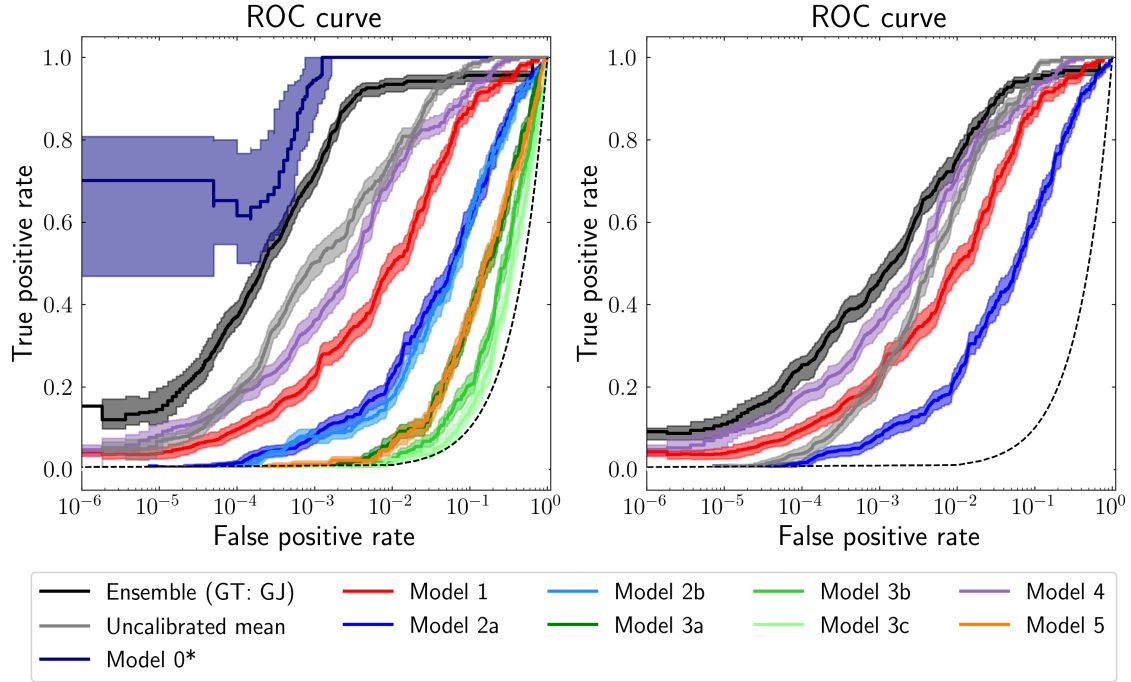 ROC curve
1.0
0.8
0.6
0.4
0.2
0.0
True positive rate
10⁻⁶ 10⁻⁵ 10⁻⁴ 10⁻³ 10⁻² 10⁻¹ 10⁰
False positive rate
ROC curve
1.0
0.8
0.6
0.4
0.2
0.0
True positive rate
10⁻⁶ 10⁻⁵ 10⁻⁴ 10⁻³ 10⁻² 10⁻¹ 10⁰
False positive rate
Ensemble (GT: GJ) Model 1 Model 2b Model 3b Model 4
Uncalibrated mean Model 2a Model 3a Model 3c Model 5
Model 0*